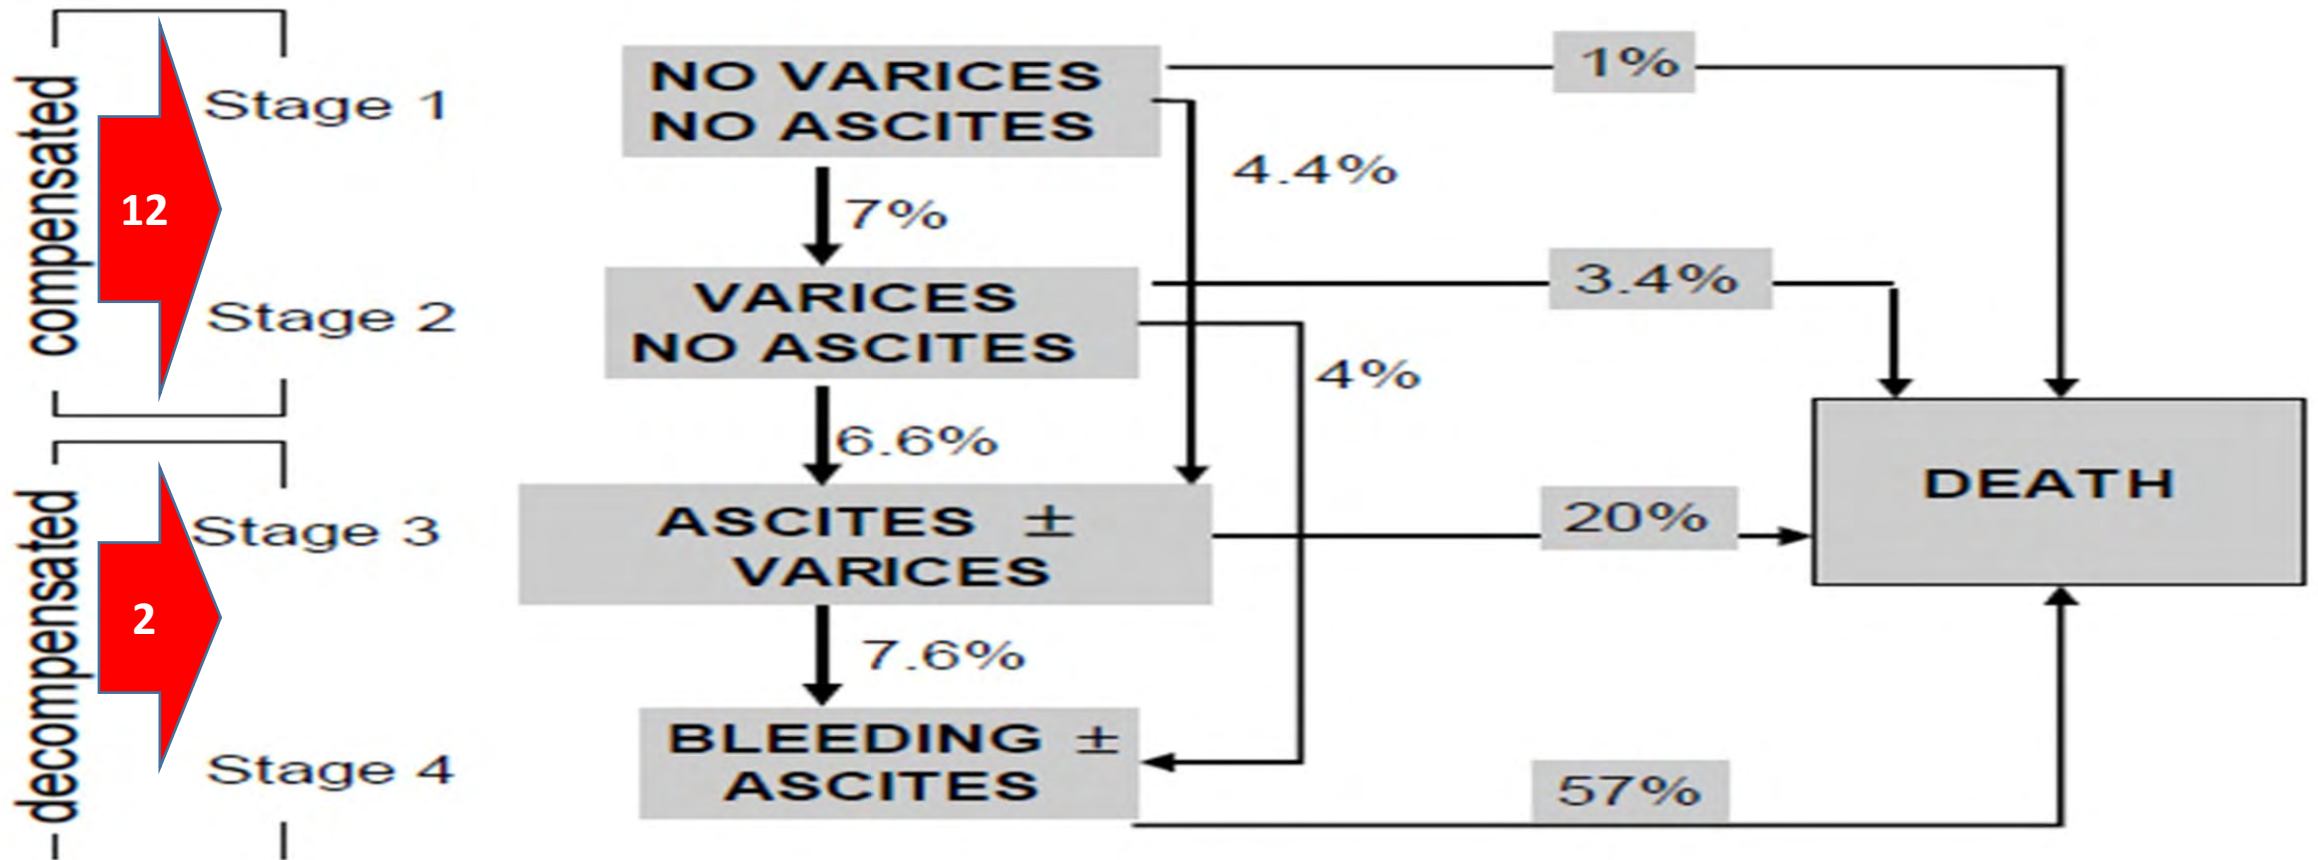 compensated
12
Stage 1
Stage 2
decompensated
2
Stage 3
Stage 4
NO VARICES
NO ASCITES
1%
4.4%
7%
VARICES
NO ASCITES
3.4%
4%
6.6%
ASCITES ±
VARICES
20%
DEATH
7.6%
BLEEDING ±
ASCITES
57%